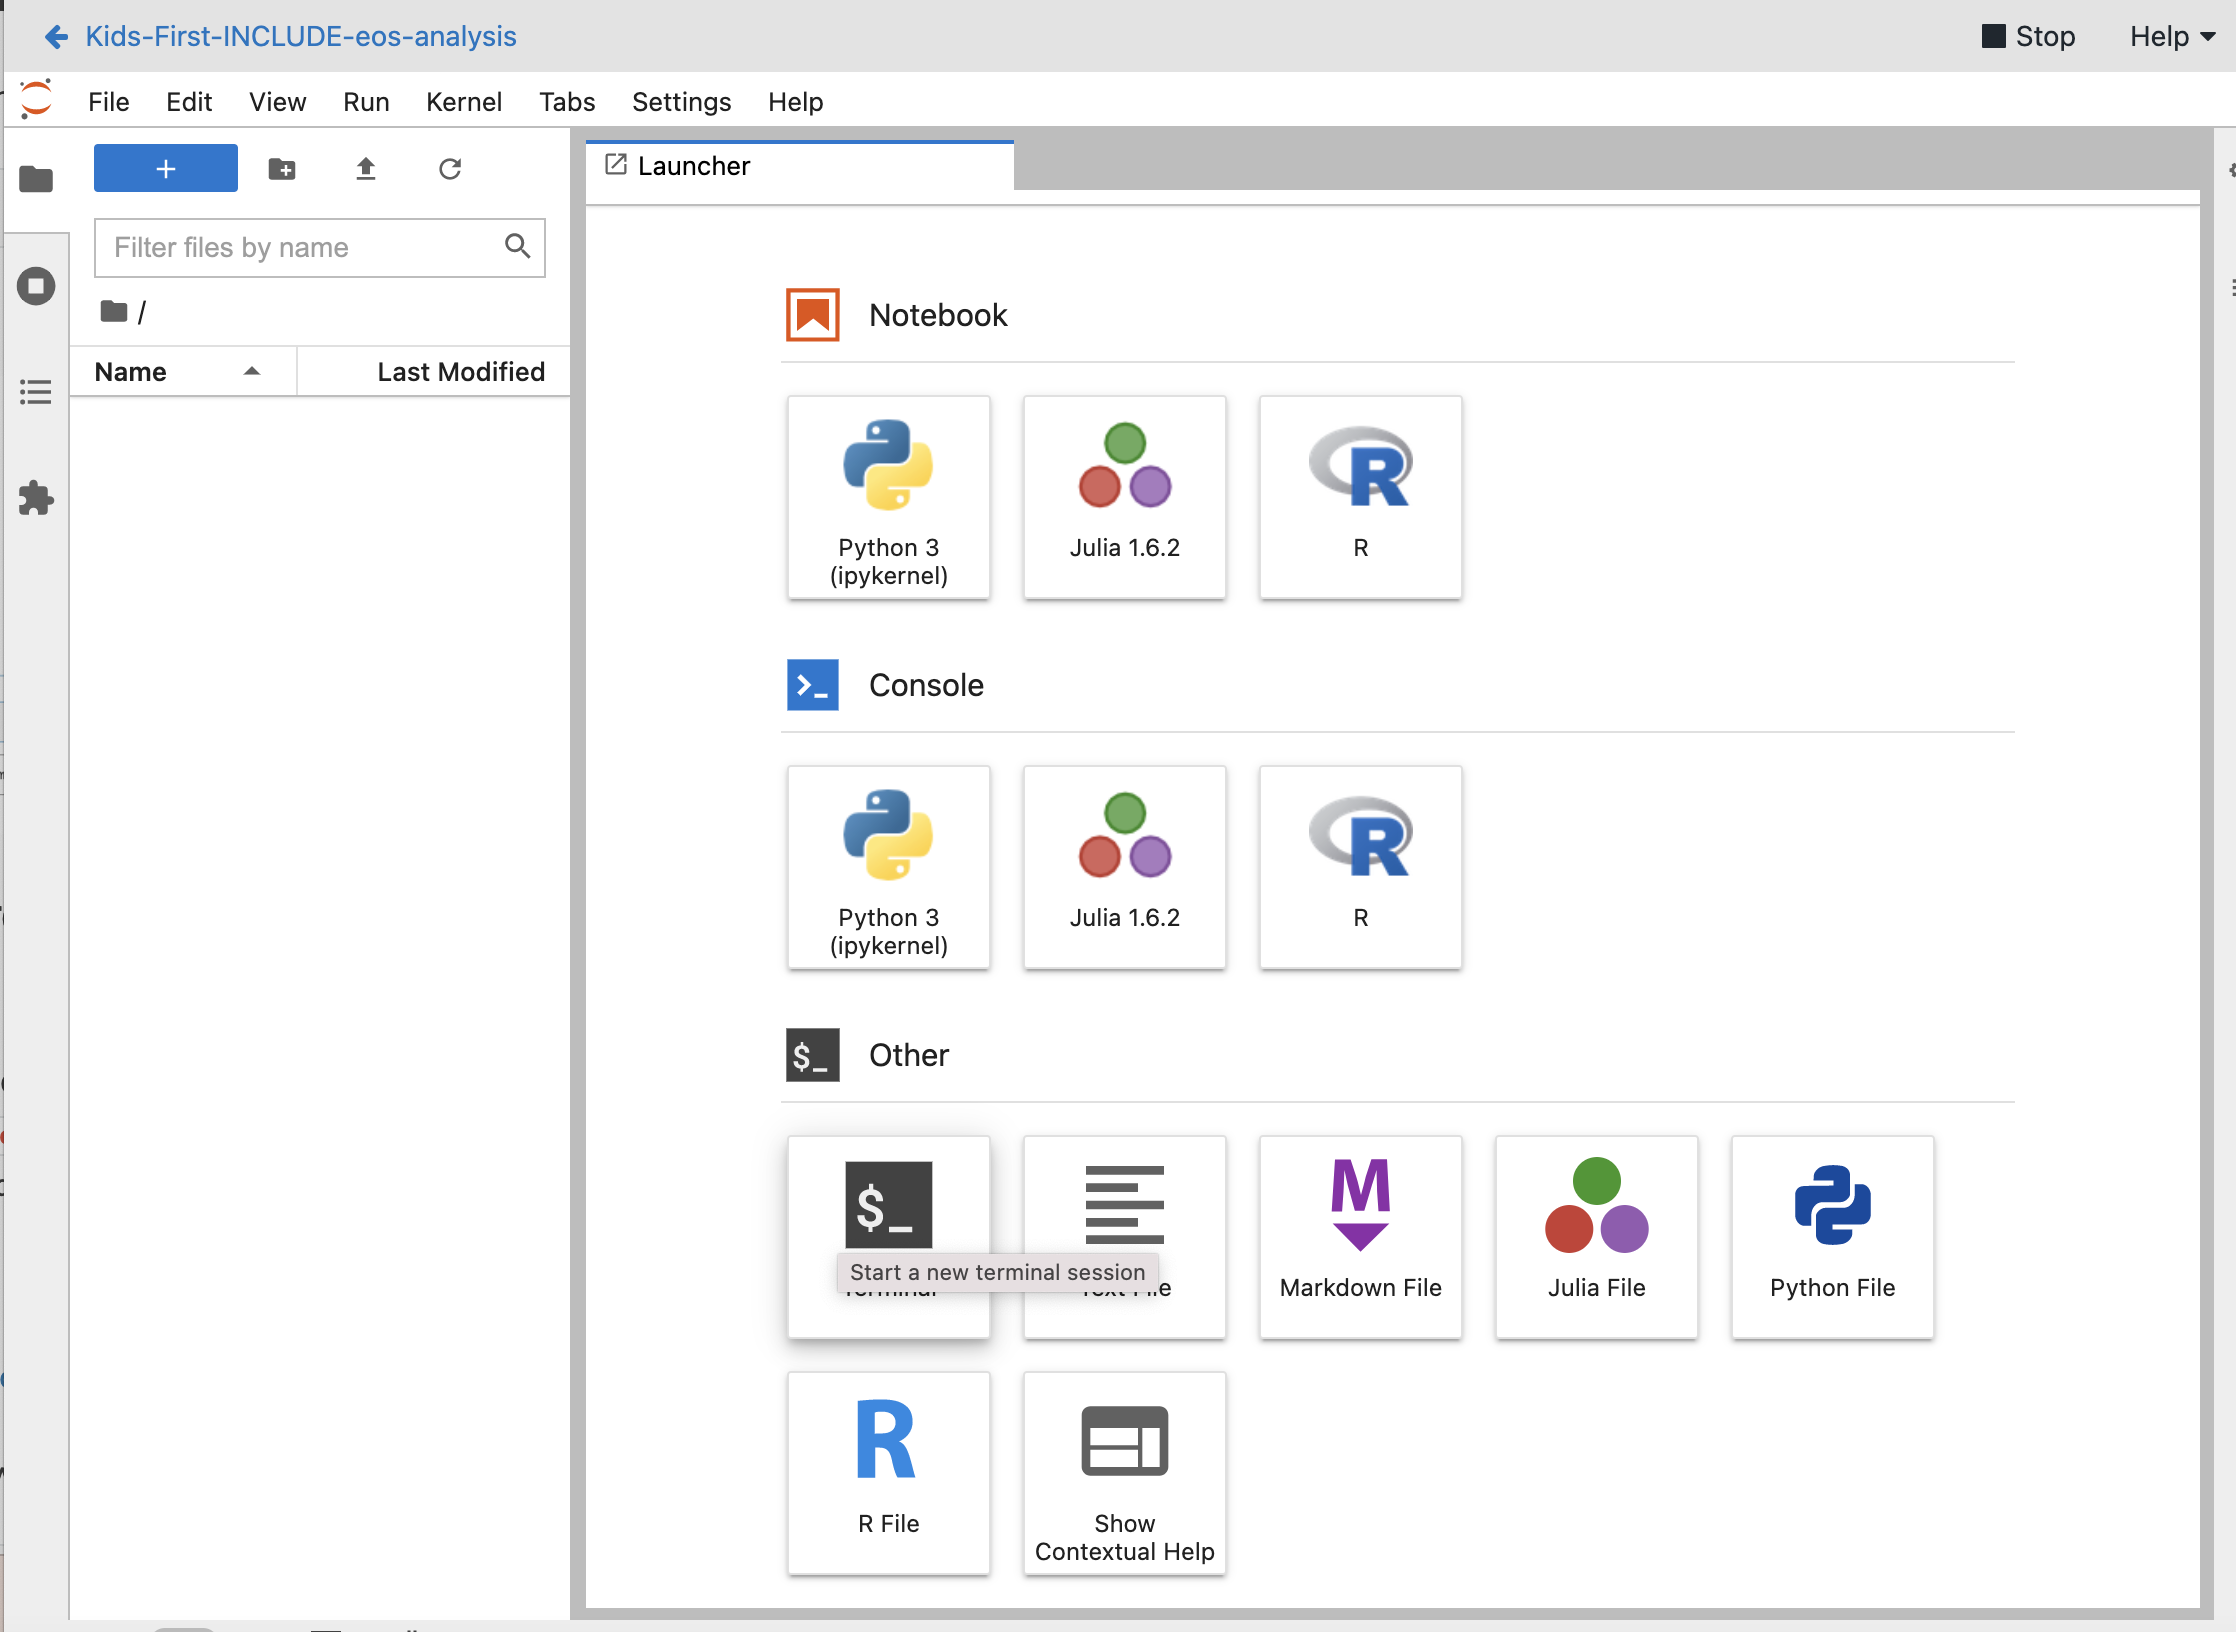 Kids-First-INCLUDE-eos-analysis
Stop
Help
File Edit View Run Kernel Tabs Settings Help
+
Launcher
Filter files by name
/
Name
Last Modified
Notebook
Python 3
(ipykernel)
Julia 1.6.2
R
Console
Python 3
(ipykernel)
Julia 1.6.2
R
$_
Other
$_
Start a new terminal session
Markdown File
Julia File
Python File
R File
Show
Contextual Help